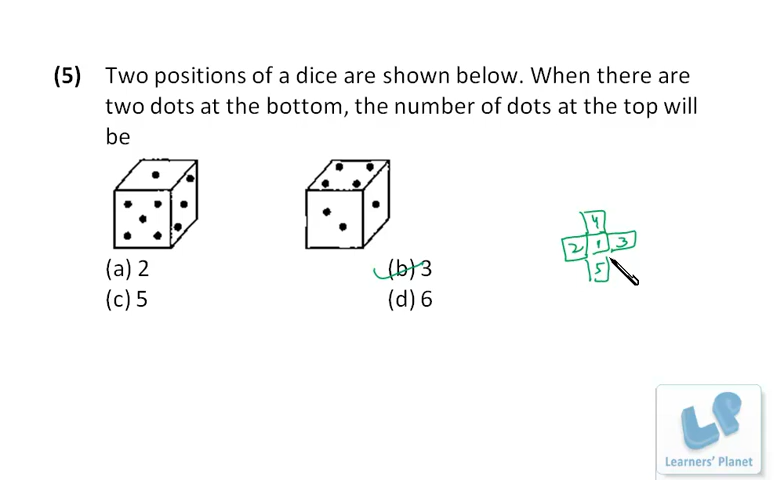 (5) Two positions of a dice are shown below. When there are
two dots at the bottom, the number of dots at the top will
be
(a) 2
(b) 3
(c) 5
(d) 6
4
2 1 3
5
LP
Learners' Planet